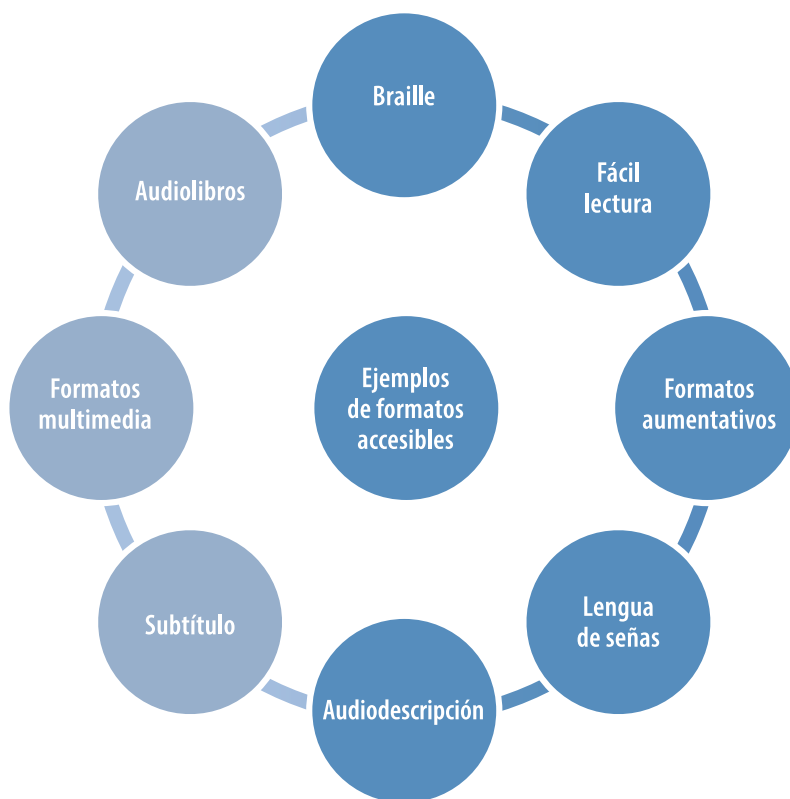 Braille
Fácil
lectura
Formatos
aumentativos
Lengua
de señas
Audiodescripción
Subtítulo
Formatos
multimedia
Audiolibros
Ejemplos
de formatos
accesibles